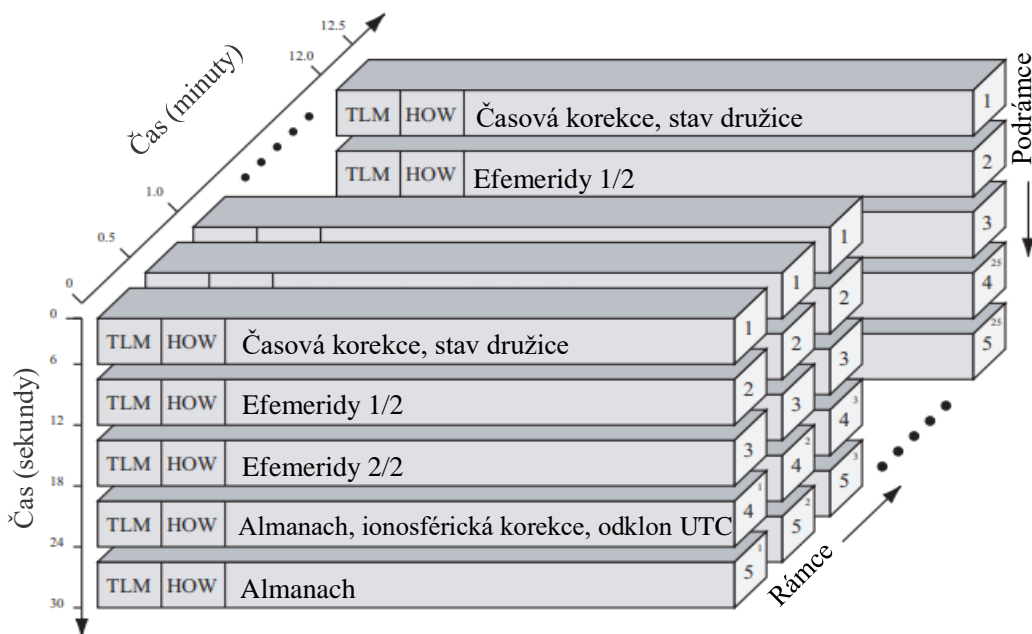 Čas (minuty)
0
0.5
1.0
12.0
12.5
Podrámce
TLM HOW Časová korekce, stav družice 1
TLM HOW Efemeridy 1/2 2
3
4 25
5 25
1
2
3
4 3
5 3
1
2
3
4 2
5 2
Čas (sekundy)
0
6
12
18
24
30
TLM HOW Časová korekce, stav družice 1
TLM HOW Efemeridy 1/2 2
TLM HOW Efemeridy 2/2 3
TLM HOW Almanach, ionosférická korekce, odklon UTC 4 1
TLM HOW Almanach 5 1
Rámce